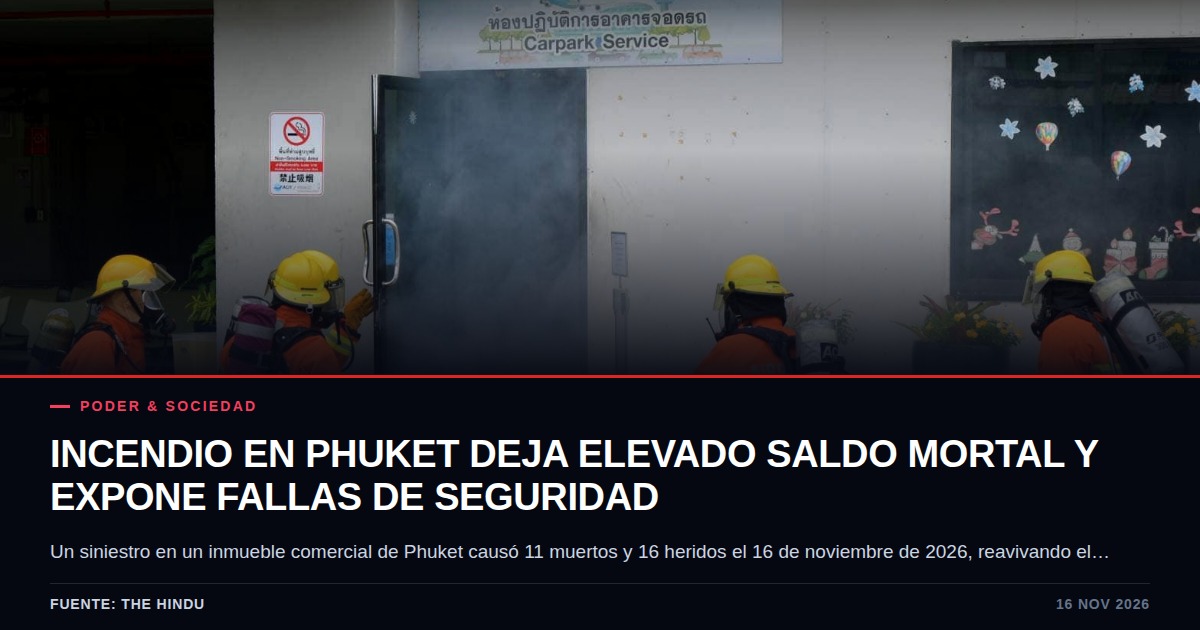 ห้องปฏิบัติการอาคารจอดรถ
Carpark Service
Non-Smoking Area
禁止吸烟
PODER & SOCIEDAD
INCENDIO EN PHUKET DEJA ELEVADO SALDO MORTAL Y
EXPONE FALLAS DE SEGURIDAD
Un siniestro en un inmueble comercial de Phuket causó 11 muertos y 16 heridos el 16 de noviembre de 2026, reavivando el…
FUENTE: THE HINDU
16 NOV 2026